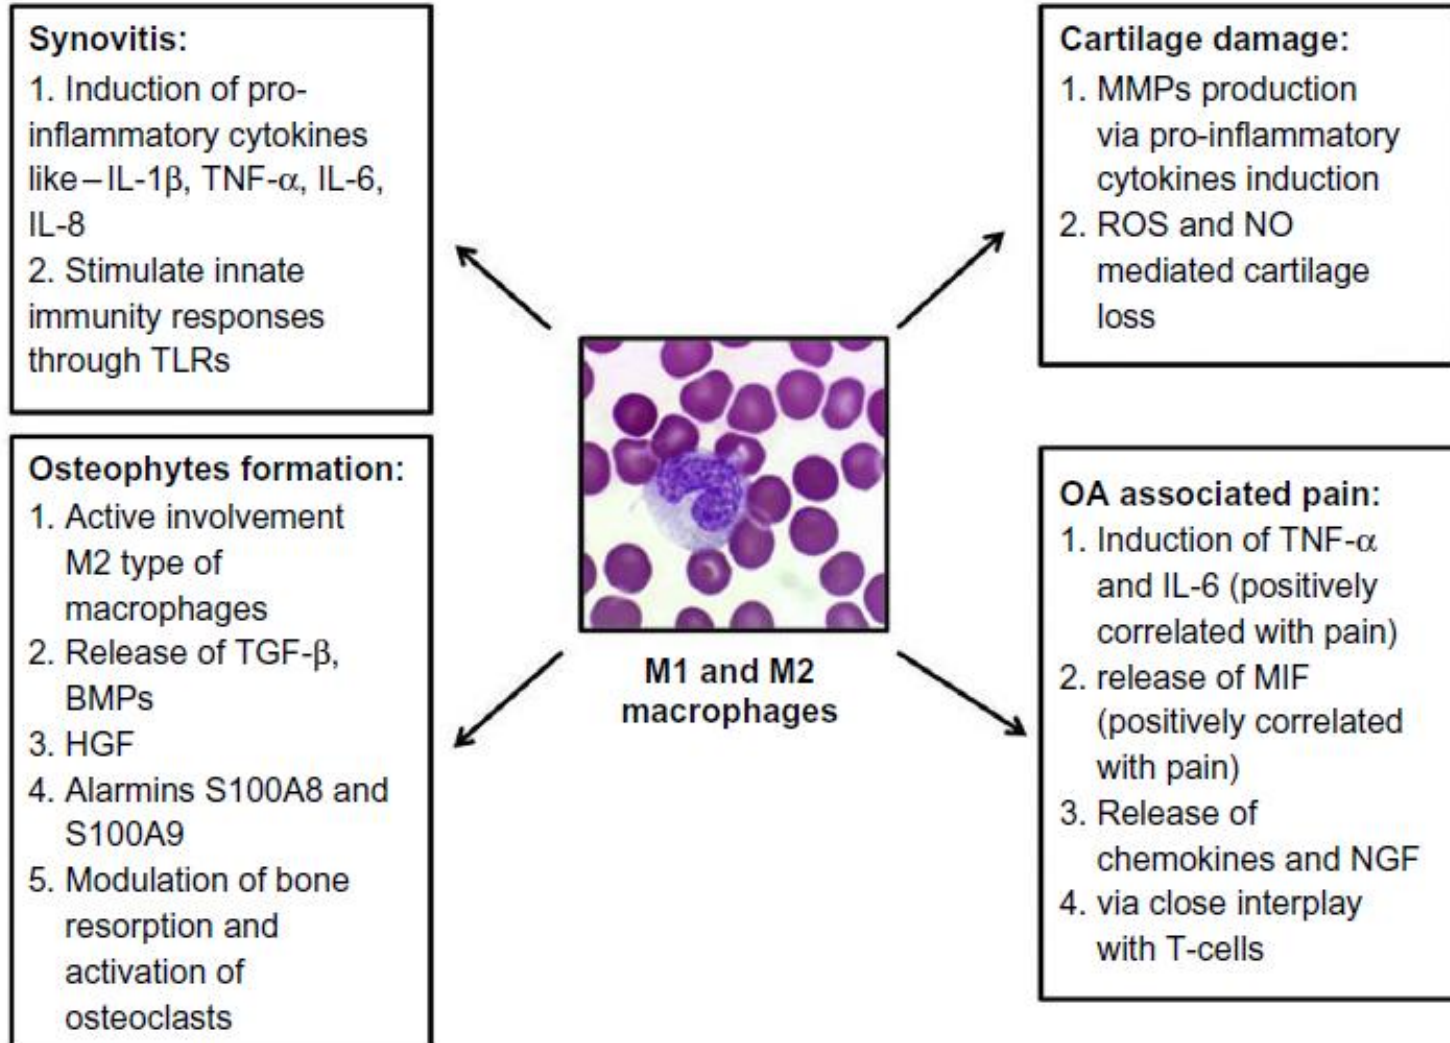 Synovitis:
1. Induction of pro-
inflammatory cytokines
like–IL-1β, TNF-α, IL-6,
IL-8
2. Stimulate innate
immunity responses
through TLRs
Cartilage damage:
1. MMPs production
via pro-inflammatory
cytokines induction
2. ROS and NO
mediated cartilage
loss
M1 and M2
macrophages
Osteophytes formation:
1. Active involvement
M2 type of
macrophages
2. Release of TGF-β,
BMPs
3. HGF
4. Alarmins S100A8 and
S100A9
5. Modulation of bone
resorption and
activation of
osteoclasts
OA associated pain:
1. Induction of TNF-α
and IL-6 (positively
correlated with pain)
2. release of MIF
(positively correlated
with pain)
3. Release of
chemokines and NGF
4. via close interplay
with T-cells